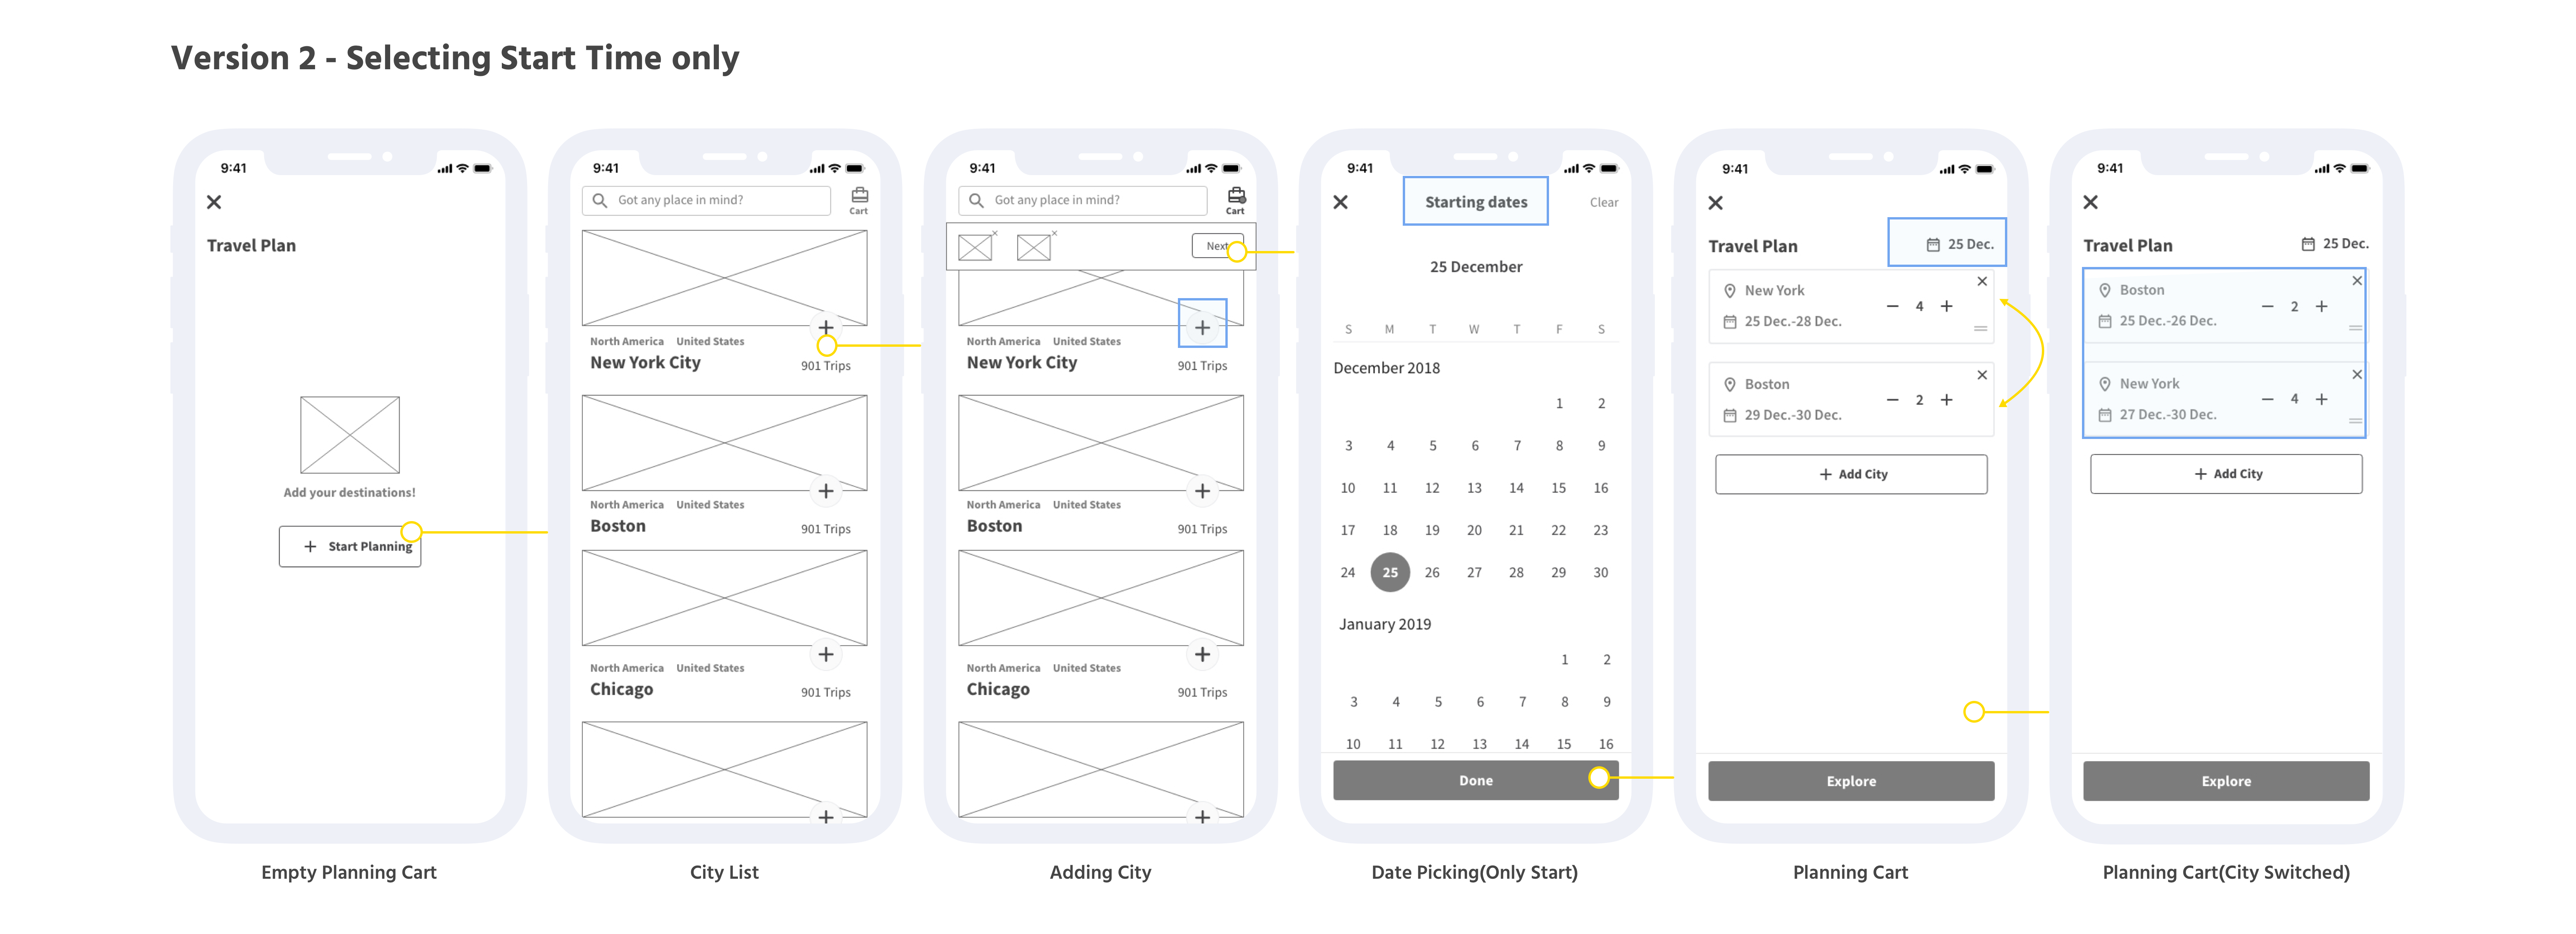 Version 2 - Selecting Start Time only
9:41
Travel Plan
Add your destinations!
+ Start Planning
Empty Planning Cart
9:41
Got any place in mind?
Cart
North America United States
New York City 901 Trips
North America United States
Boston 901 Trips
North America United States
Chicago 901 Trips
City List
9:41
Got any place in mind?
Cart
Next
North America United States
New York City 901 Trips
North America United States
Boston 901 Trips
North America United States
Chicago 901 Trips
Adding City
9:41
Starting dates Clear
25 December
S M T W T F S
December 2018
1 2
3 4 5 6 7 8 9
10 11 12 13 14 15 16
17 18 19 20 21 22 23
24 25 26 27 28 29 30
January 2019
1 2
3 4 5 6 7 8 9
10 11 12 13 14 15 16
Done
Date Picking(Only Start)
9:41
Travel Plan 25 Dec.
New York
− 4 +
25 Dec.-28 Dec.
Boston
− 2 +
29 Dec.-30 Dec.
+ Add City
Explore
Planning Cart
9:41
Travel Plan 25 Dec.
Boston
− 2 +
25 Dec.-26 Dec.
New York
− 4 +
27 Dec.-30 Dec.
+ Add City
Explore
Planning Cart(City Switched)